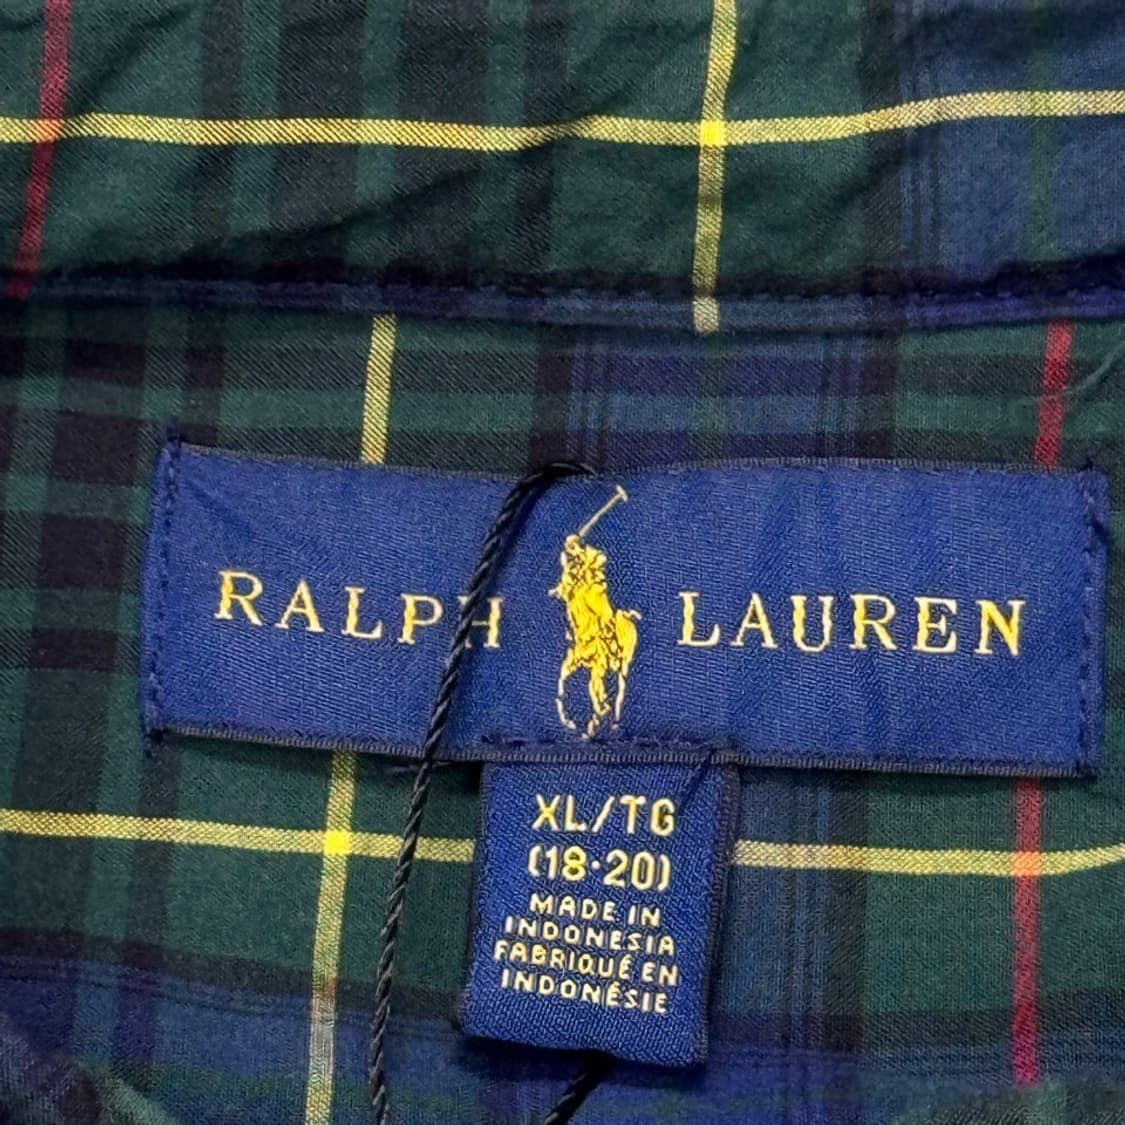 RALPH LAUREN
XL/TG
(18·20)
MADE IN
INDONESIA
FABRIQUÉ EN
INDONÉSIE